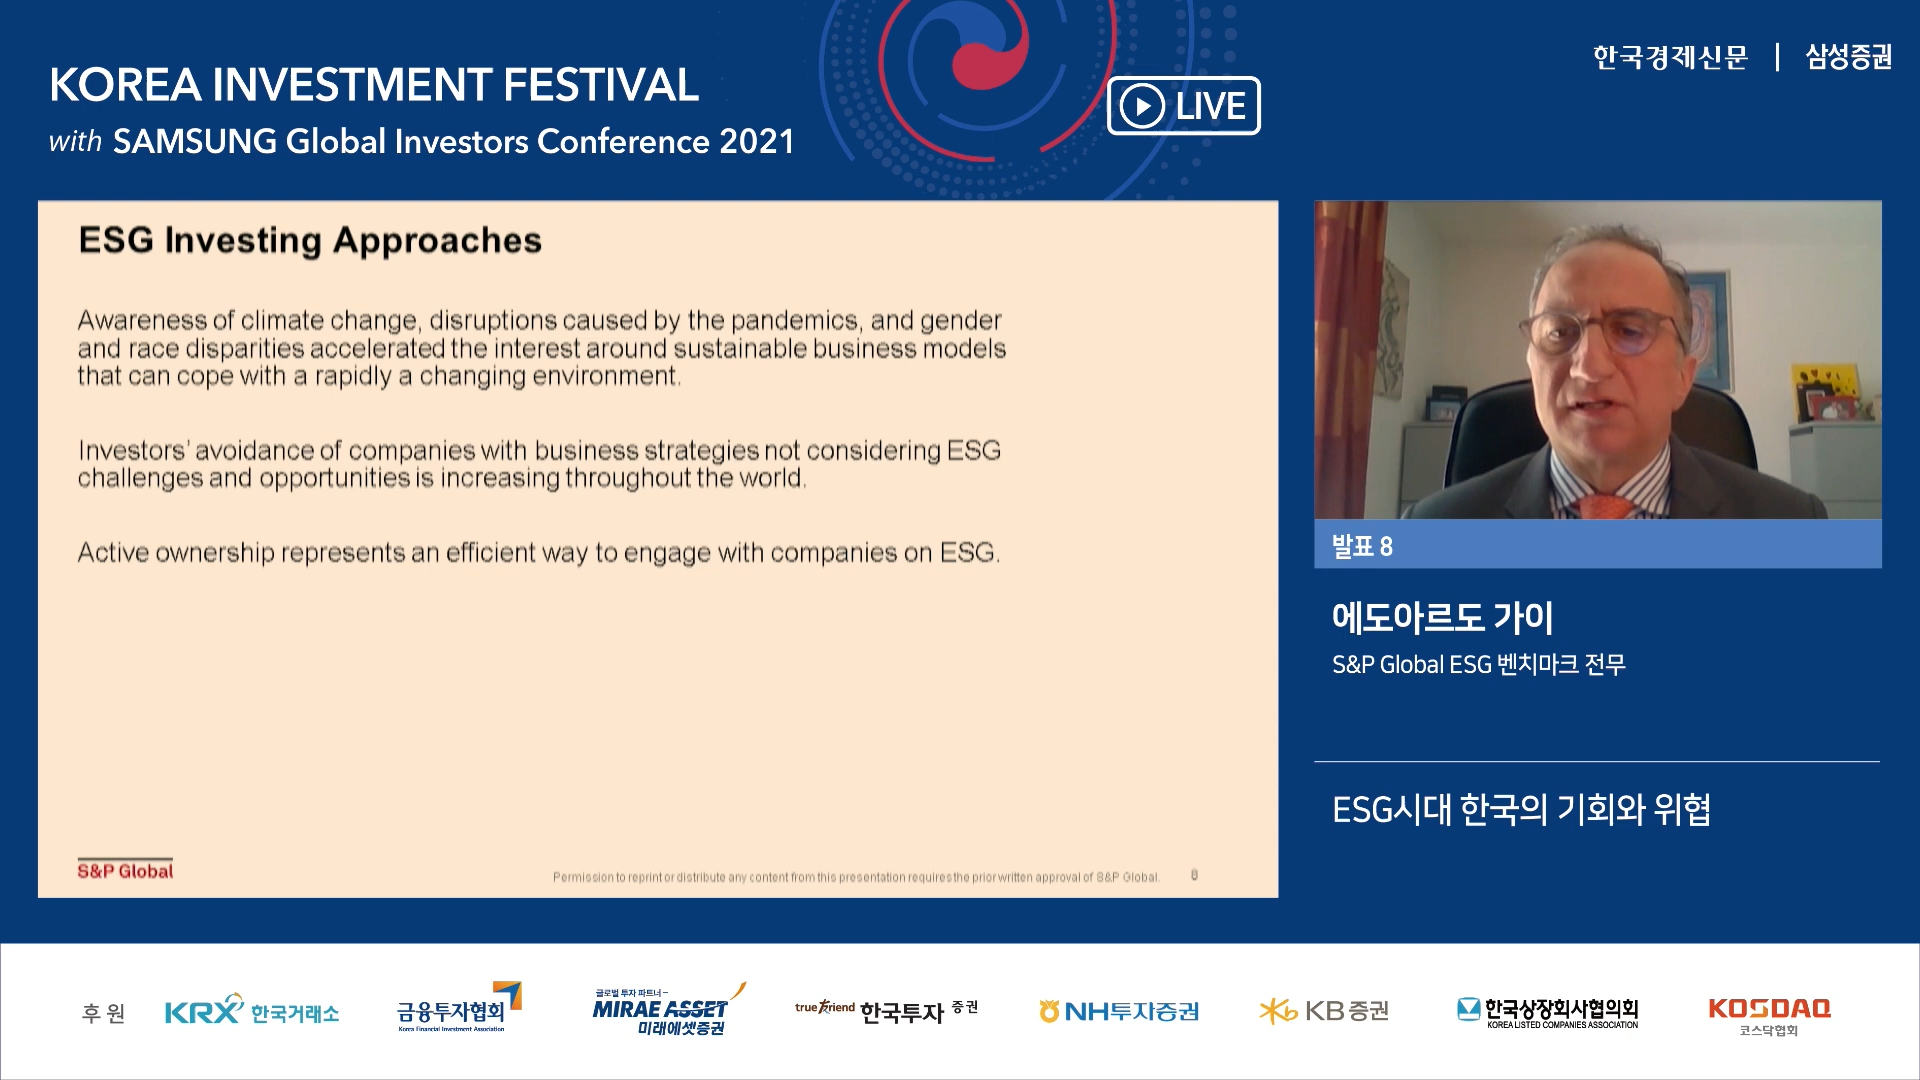 KOREA INVESTMENT FESTIVAL
with SAMSUNG Global Investors Conference 2021
LIVE
한국경제신문 | 삼성증권
ESG Investing Approaches
Awareness of climate change, disruptions caused by the pandemics, and gender
and race disparities accelerated the interest around sustainable business models
that can cope with a rapidly a changing environment.
Investors' avoidance of companies with business strategies not considering ESG
challenges and opportunities is increasing throughout the world.
Active ownership represents an efficient way to engage with companies on ESG.
S&P Global
Permission to reprint or distribute any content from this presentation requires the prior written approval of S&P Global.
8
발표 8
에도아르도 가이
S&P Global ESG 벤치마크 전무
ESG시대 한국의 기회와 위협
후 원
KRX 한국거래소
금융투자협회
Korea Financial Investment Association
글로벌 투자 파트너 –
MIRAE ASSET
미래에셋증권
true friend 한국투자 증권
NH투자증권
KB증권
한국상장회사협의회
KOREA LISTED COMPANIES ASSOCIATION
KOSDAQ
코스닥협회